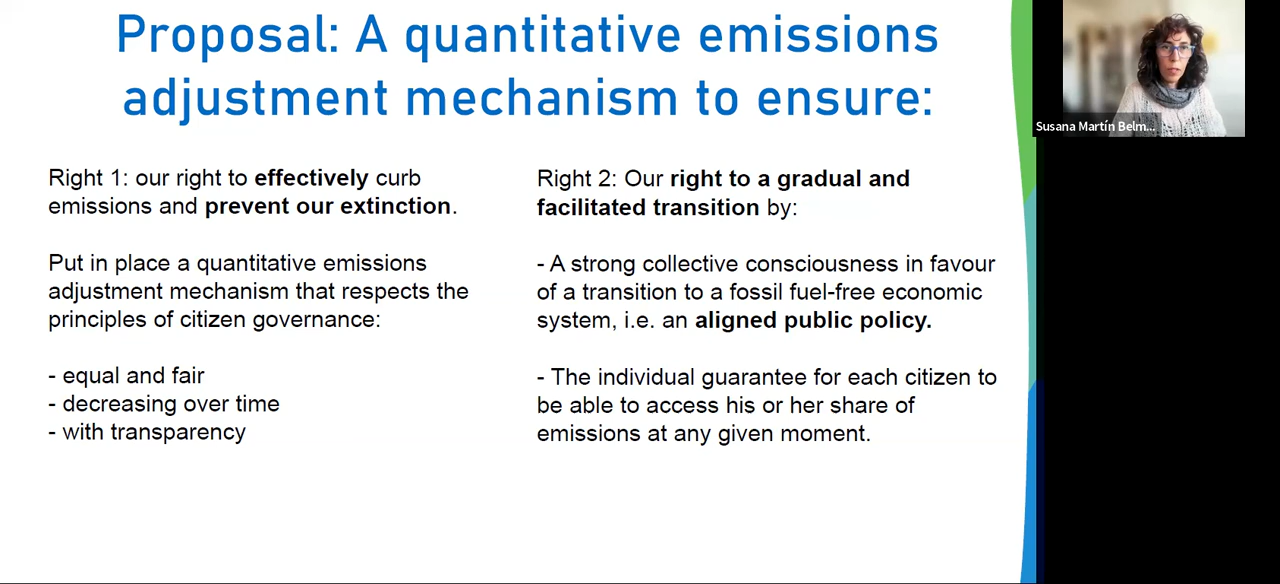 Proposal: A quantitative emissions
adjustment mechanism to ensure:
Right 1: our right to effectively curb
emissions and prevent our extinction.
Put in place a quantitative emissions
adjustment mechanism that respects the
principles of citizen governance:
- equal and fair
- decreasing over time
- with transparency
Right 2: Our right to a gradual and
facilitated transition by:
- A strong collective consciousness in favour
of a transition to a fossil fuel-free economic
system, i.e. an aligned public policy.
- The individual guarantee for each citizen to
be able to access his or her share of
emissions at any given moment.
Susana Martín Belm...